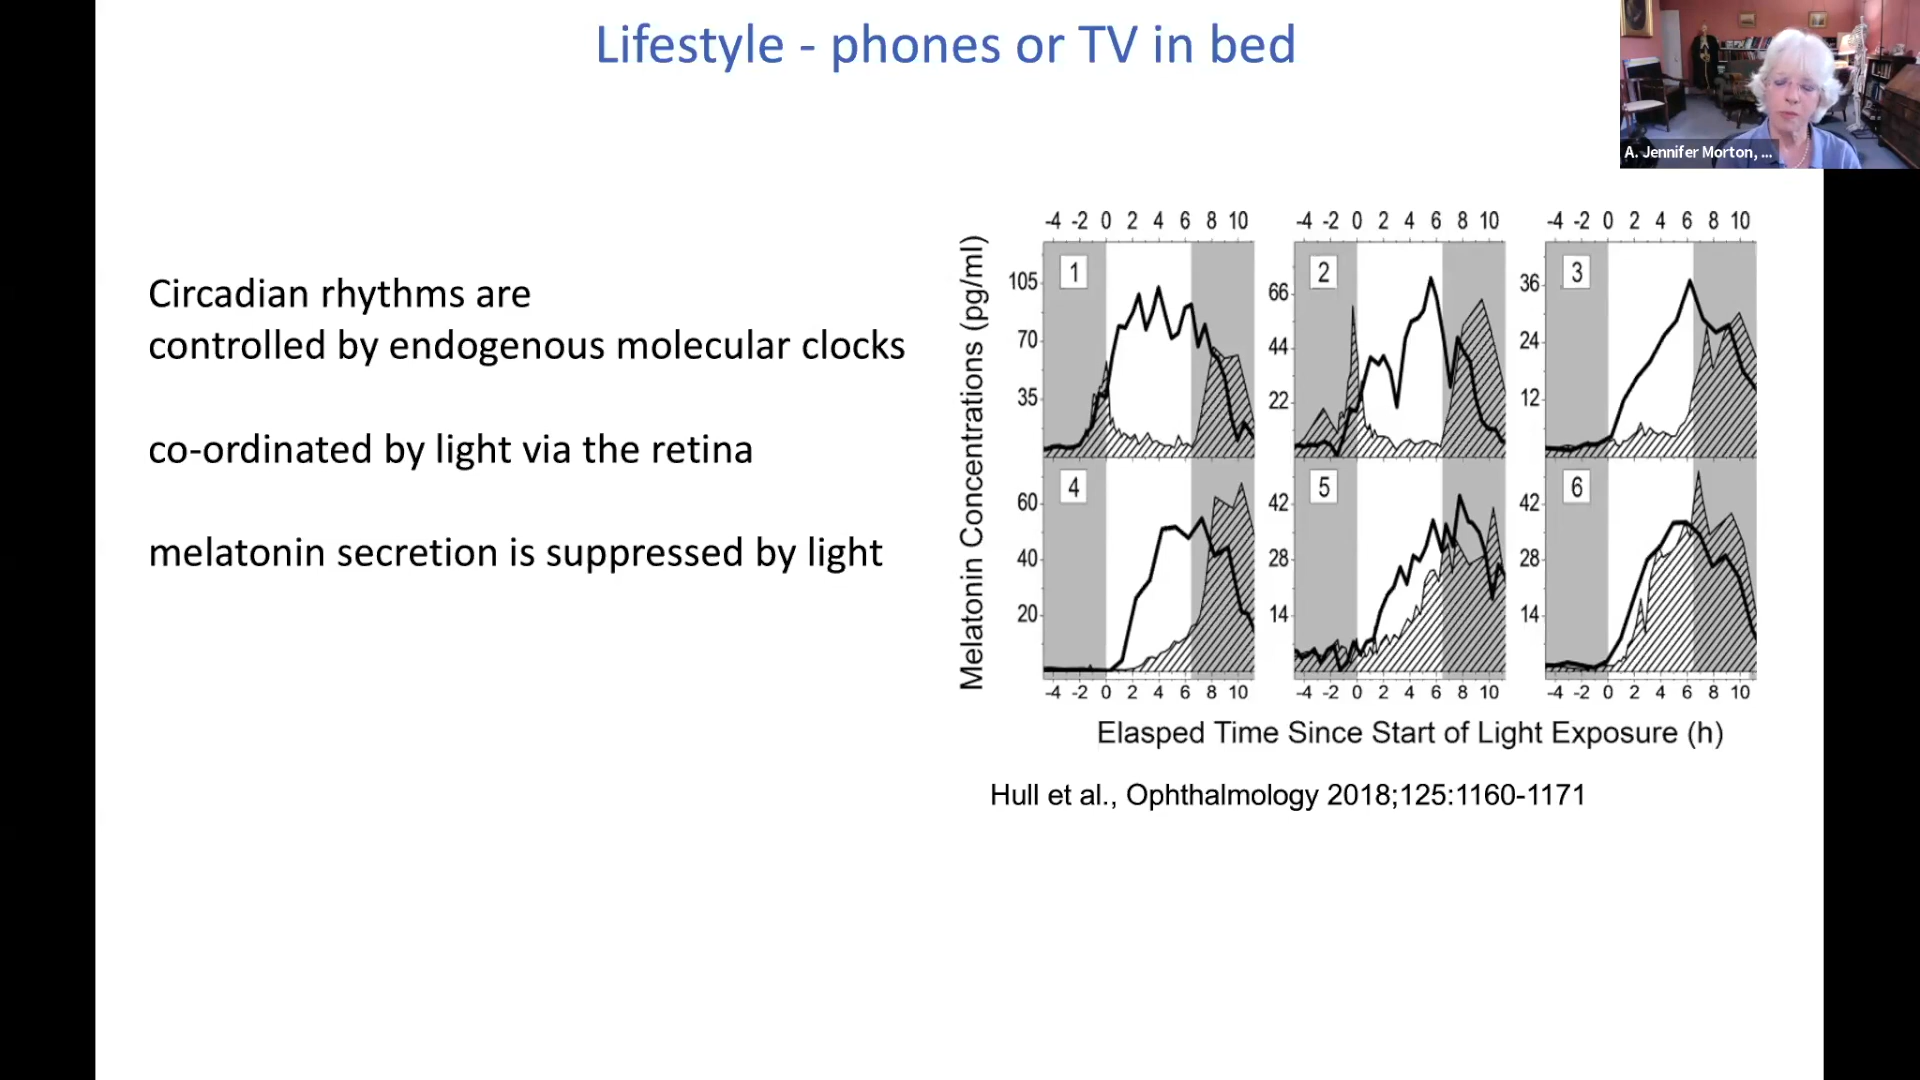 Lifestyle - phones or TV in bed
A. Jennifer Morton, ...
Circadian rhythms are
controlled by endogenous molecular clocks
co-ordinated by light via the retina
melatonin secretion is suppressed by light
-4 -2 0 2 4 6 8 10
-4 -2 0 2 4 6 8 10
-4 -2 0 2 4 6 8 10
Melatonin Concentrations (pg/ml)
1
105
70
35
2
66
44
22
3
36
24
12
4
60
40
20
5
42
28
14
6
42
28
14
-4 -2 0 2 4 6 8 10
-4 -2 0 2 4 6 8 10
-4 -2 0 2 4 6 8 10
Elasped Time Since Start of Light Exposure (h)
Hull et al., Ophthalmology 2018;125:1160-1171